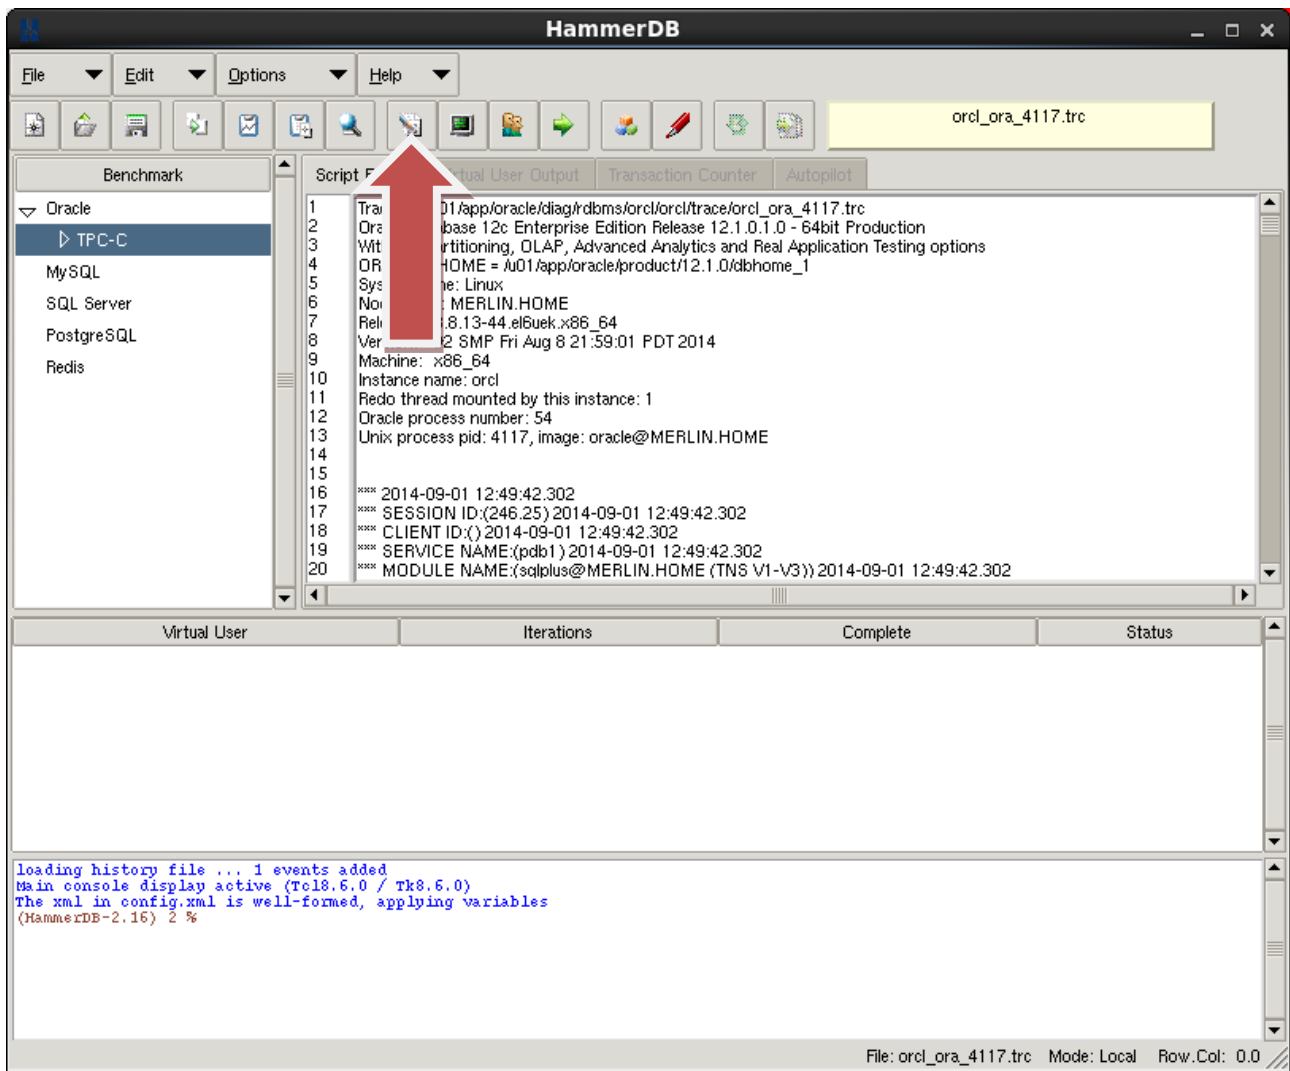 HammerDB
File Edit Options Help
orcl_ora_4117.trc
Benchmark
Oracle
TPC-C
MySQL
SQL Server
PostgreSQL
Redis
Script Virtual User Output Transaction Counter Autopilot
1 01/app/oracle/diag/rdbms/orcl/orcl/trace/orcl_ora_4117.trc
2 12c Enterprise Edition Release 12.1.0.1.0 - 64bit Production
3 OLAP, Advanced Analytics and Real Application Testing options
4 HOME = /u01/app/oracle/product/12.1.0/dbhome_1
5 Linux
6 MERLIN.HOME
7 .8.13-44.el6uek.x86_64
8 SMP Fri Aug 8 21:59:01 PDT 2014
9 Machine: x86_64
10 Instance name: orcl
11 Redo thread mounted by this instance: 1
12 Oracle process number: 54
13 Unix process pid: 4117, image: oracle@MERLIN.HOME
14
15
16 *** 2014-09-01 12:49:42.302
17 *** SESSION ID:(246.25) 2014-09-01 12:49:42.302
18 *** CLIENT ID:() 2014-09-01 12:49:42.302
19 *** SERVICE NAME:(pdb1) 2014-09-01 12:49:42.302
20 *** MODULE NAME:(sqlplus@MERLIN.HOME (TNS V1-V3)) 2014-09-01 12:49:42.302
Virtual User Iterations Complete Status
loading history file ... 1 events added
Main console display active (Tcl8.6.0 / Tk8.6.0)
The xml in config.xml is well-formed, applying variables
(HammerDB-2.16) 2 %
File: orcl_ora_4117.trc Mode: Local Row.Col: 0.0